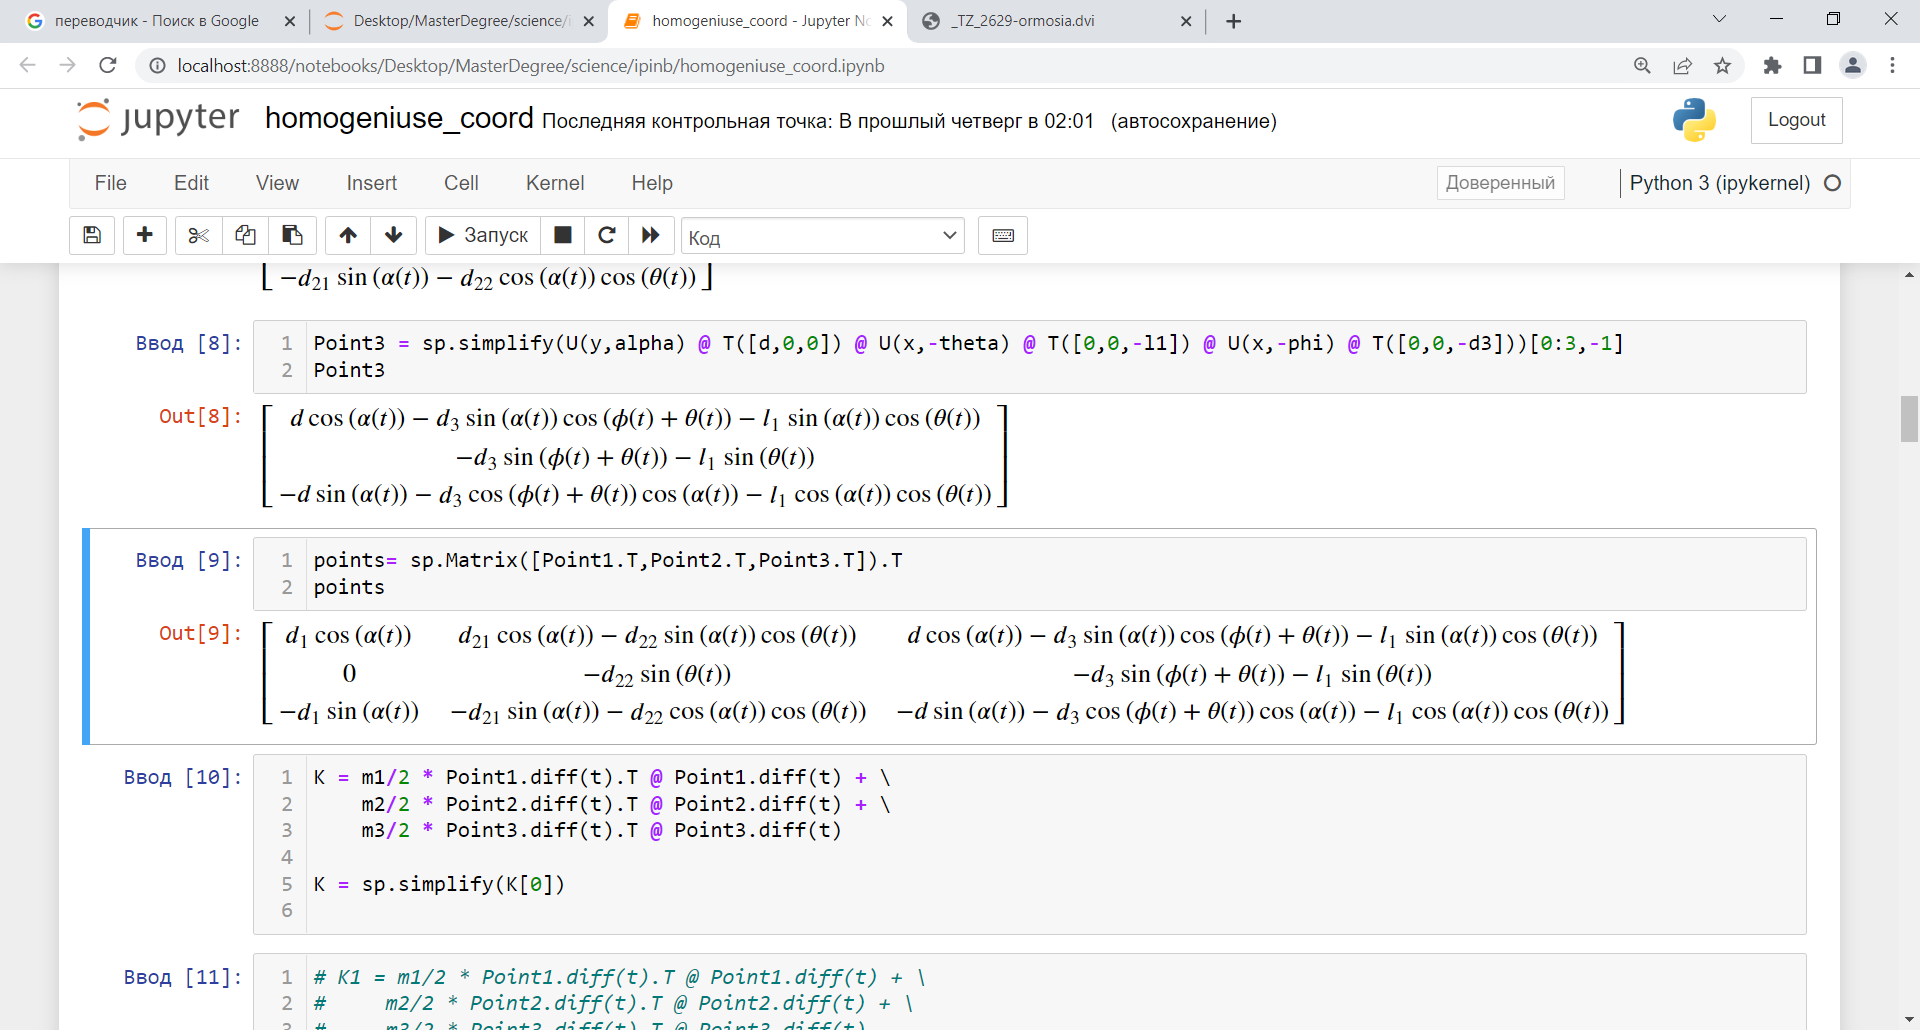 переводчик - Поиск в Google
Desktop/MasterDegree/science/i
homogeniuse_coord - Jupyter No
_TZ_2629-ormosia.dvi
localhost:8888/notebooks/Desktop/MasterDegree/science/ipinb/homogeniuse_coord.ipynb
jupyter homogeniuse_coord Последняя контрольная точка: В прошлый четверг в 02:01 (автосохранение)
Logout
File Edit View Insert Cell Kernel Help
Доверенный
Python 3 (ipykernel)
Запуск
Код
−d21 sin (α(t)) − d22 cos (α(t)) cos (θ(t))
Ввод [8]:
1 Point3 = sp.simplify(U(y,alpha) @ T([d,0,0]) @ U(x,-theta) @ T([0,0,-l1]) @ U(x,-phi) @ T([0,0,-d3]))[0:3,-1]
2 Point3
Out[8]:
d cos (α(t)) − d3 sin (α(t)) cos (ϕ(t) + θ(t)) − l1 sin (α(t)) cos (θ(t))
−d3 sin (ϕ(t) + θ(t)) − l1 sin (θ(t))
−d sin (α(t)) − d3 cos (ϕ(t) + θ(t)) cos (α(t)) − l1 cos (α(t)) cos (θ(t))
Ввод [9]:
1 points= sp.Matrix([Point1.T,Point2.T,Point3.T]).T
2 points
Out[9]:
d1 cos (α(t)) d21 cos (α(t)) − d22 sin (α(t)) cos (θ(t)) d cos (α(t)) − d3 sin (α(t)) cos (ϕ(t) + θ(t)) − l1 sin (α(t)) cos (θ(t))
0 −d22 sin (θ(t)) −d3 sin (ϕ(t) + θ(t)) − l1 sin (θ(t))
−d1 sin (α(t)) −d21 sin (α(t)) − d22 cos (α(t)) cos (θ(t)) −d sin (α(t)) − d3 cos (ϕ(t) + θ(t)) cos (α(t)) − l1 cos (α(t)) cos (θ(t))
Ввод [10]:
1 K = m1/2 * Point1.diff(t).T @ Point1.diff(t) + \
2 m2/2 * Point2.diff(t).T @ Point2.diff(t) + \
3 m3/2 * Point3.diff(t).T @ Point3.diff(t)
4
5 K = sp.simplify(K[0])
6
Ввод [11]:
1 # K1 = m1/2 * Point1.diff(t).T @ Point1.diff(t) + \
2 # m2/2 * Point2.diff(t).T @ Point2.diff(t) + \
3 # m3/2 * Point3.diff(t).T @ Point3.diff(t)